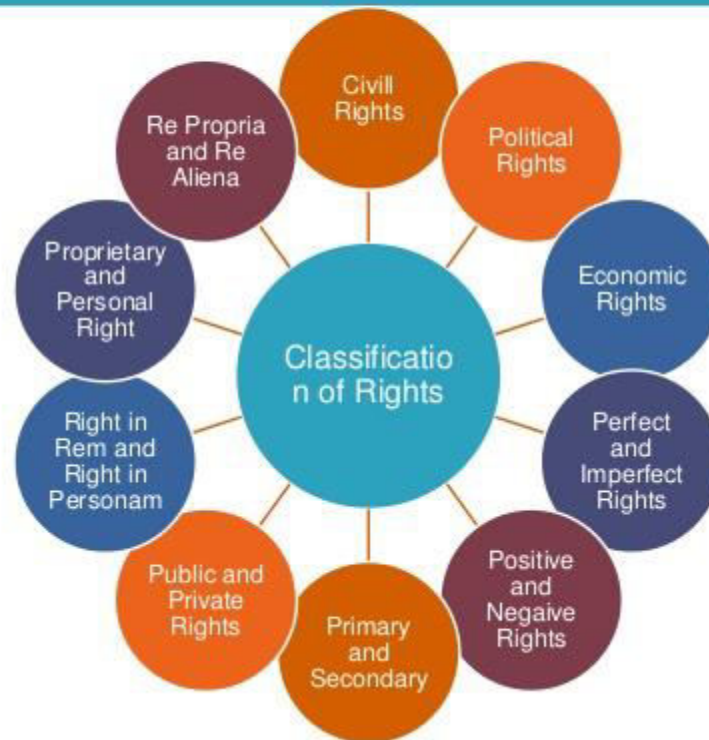 Classificatio
n of Rights
Civill
Rights
Political
Rights
Economic
Rights
Perfect
and
Imperfect
Rights
Positive
and
Negaive
Rights
Primary
and
Secondary
Public and
Private
Rights
Right in
Rem and
Right in
Personam
Proprietary
and
Personal
Right
Re Propria
and Re
Aliena